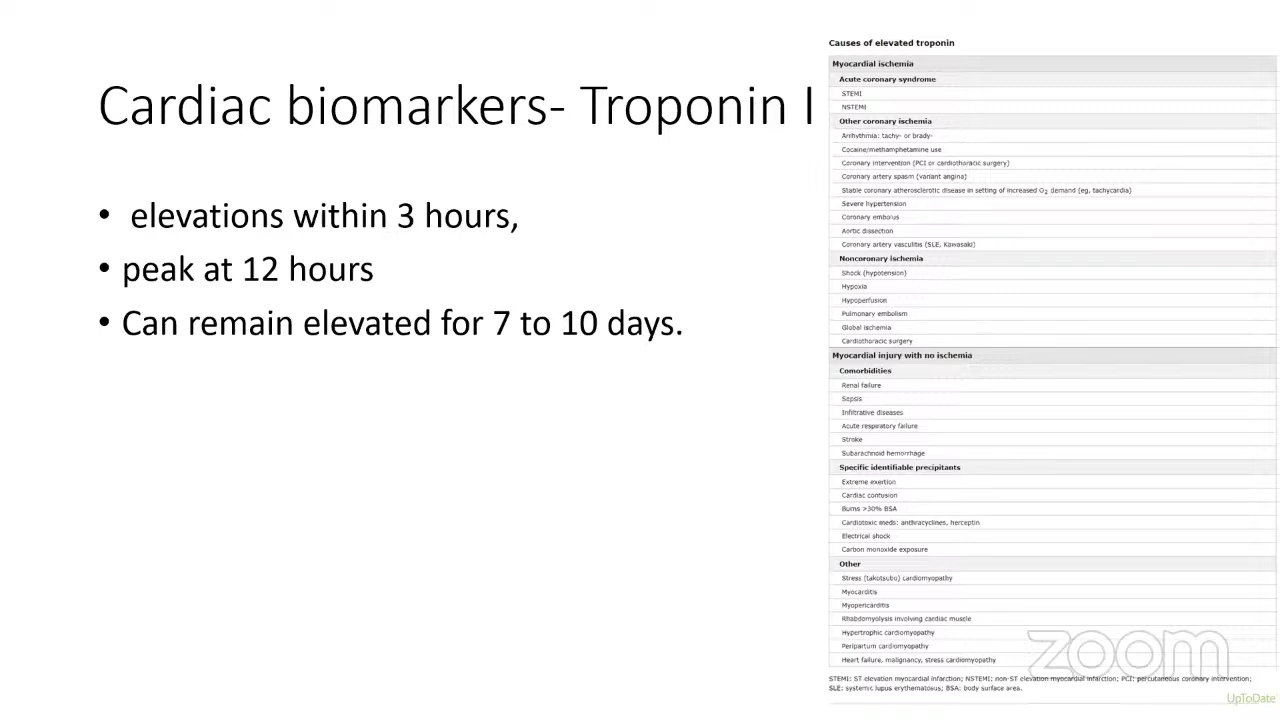 Cardiac biomarkers- Troponin I
• elevations within 3 hours,
• peak at 12 hours
• Can remain elevated for 7 to 10 days.
Causes of elevated troponin
Myocardial ischemia
Acute coronary syndrome
STEMI
NSTEMI
Other coronary ischemia
Arrhythmia: tachy- or brady-
Cocaine/methamphetamine use
Coronary intervention (PCI or cardiothoracic surgery)
Coronary artery spasm (variant angina)
Stable coronary atherosclerotic disease in setting of increased O₂ demand (eg, tachycardia)
Severe hypertension
Coronary embolus
Aortic dissection
Coronary artery vasculitis (SLE, Kawasaki)
Noncoronary ischemia
Shock (hypotension)
Hypoxia
Hypoperfusion
Pulmonary embolism
Global ischemia
Cardiothoracic surgery
Myocardial injury with no ischemia
Comorbidities
Renal failure
Sepsis
Infiltrative diseases
Acute respiratory failure
Stroke
Subarachnoid hemorrhage
Specific identifiable precipitants
Extreme exertion
Cardiac contusion
Burns >30% BSA
Cardiotoxic meds: anthracyclines, herceptin
Electrical shock
Carbon monoxide exposure
Other
Stress (takotsubo) cardiomyopathy
Myocarditis
Myopericarditis
Rhabdomyolysis involving cardiac muscle
Hypertrophic cardiomyopathy
Peripartum cardiomyopathy
Heart failure, malignancy, stress cardiomyopathy
STEMI: ST elevation myocardial infarction; NSTEMI: non-ST elevation myocardial infarction; PCI: percutaneous coronary intervention;
SLE: systemic lupus erythematosus; BSA: body surface area.
UpToDate
zoom